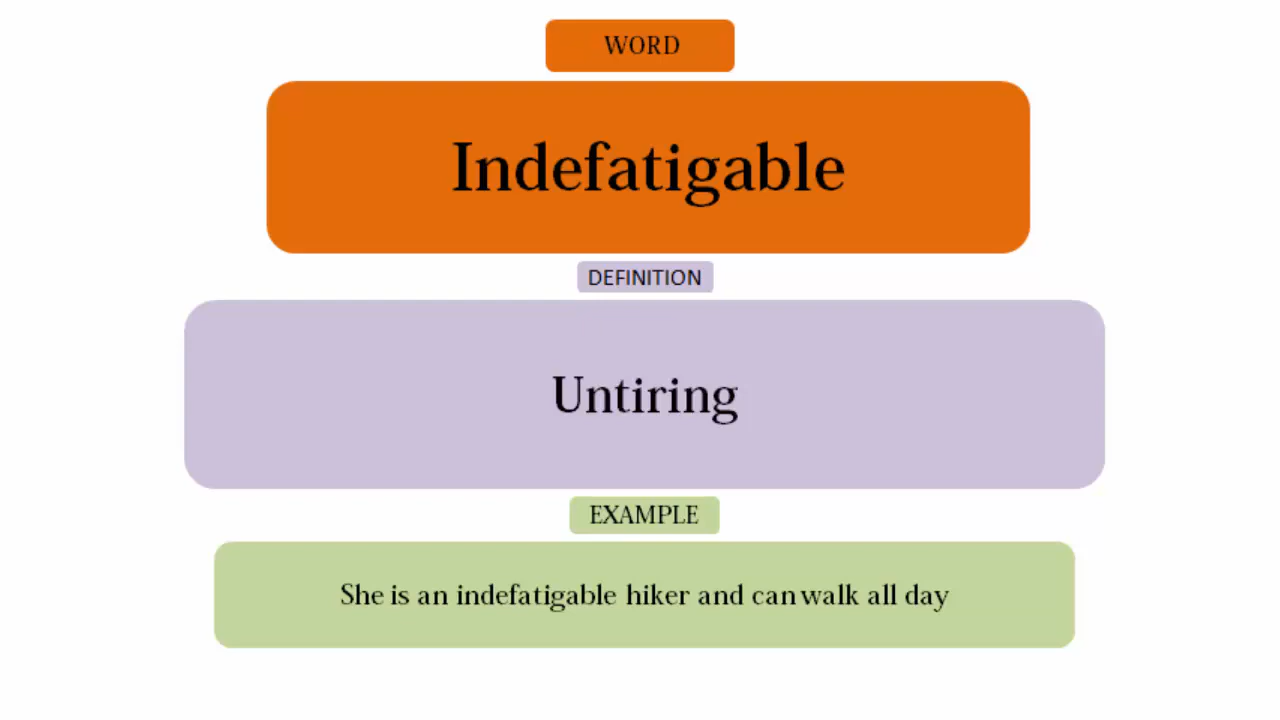 WORD
Indefatigable
DEFINITION
Untiring
EXAMPLE
She is an indefatigable hiker and can walk all day